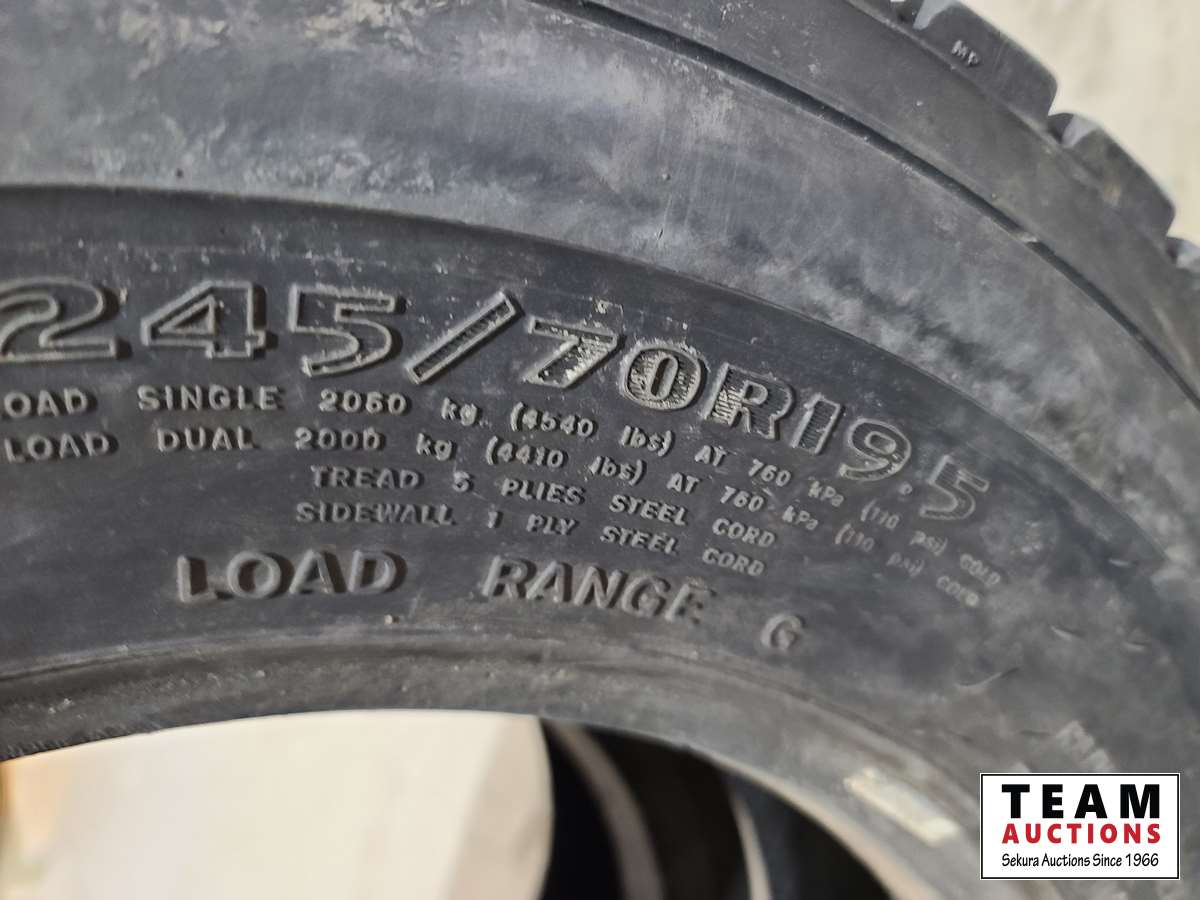 MP
245/70R19.5
LOAD SINGLE 2060 kg. (4540 lbs) AT 760 kPa (110 psi) COLD
LOAD DUAL 2000 kg (4410 lbs) AT 760 kPa (110 psi) COLD
TREAD 5 PLIES STEEL CORD
SIDEWALL 1 PLY STEEL CORD
LOAD RANGE G
TEAM
AUCTIONS
Sekura Auctions Since 1966